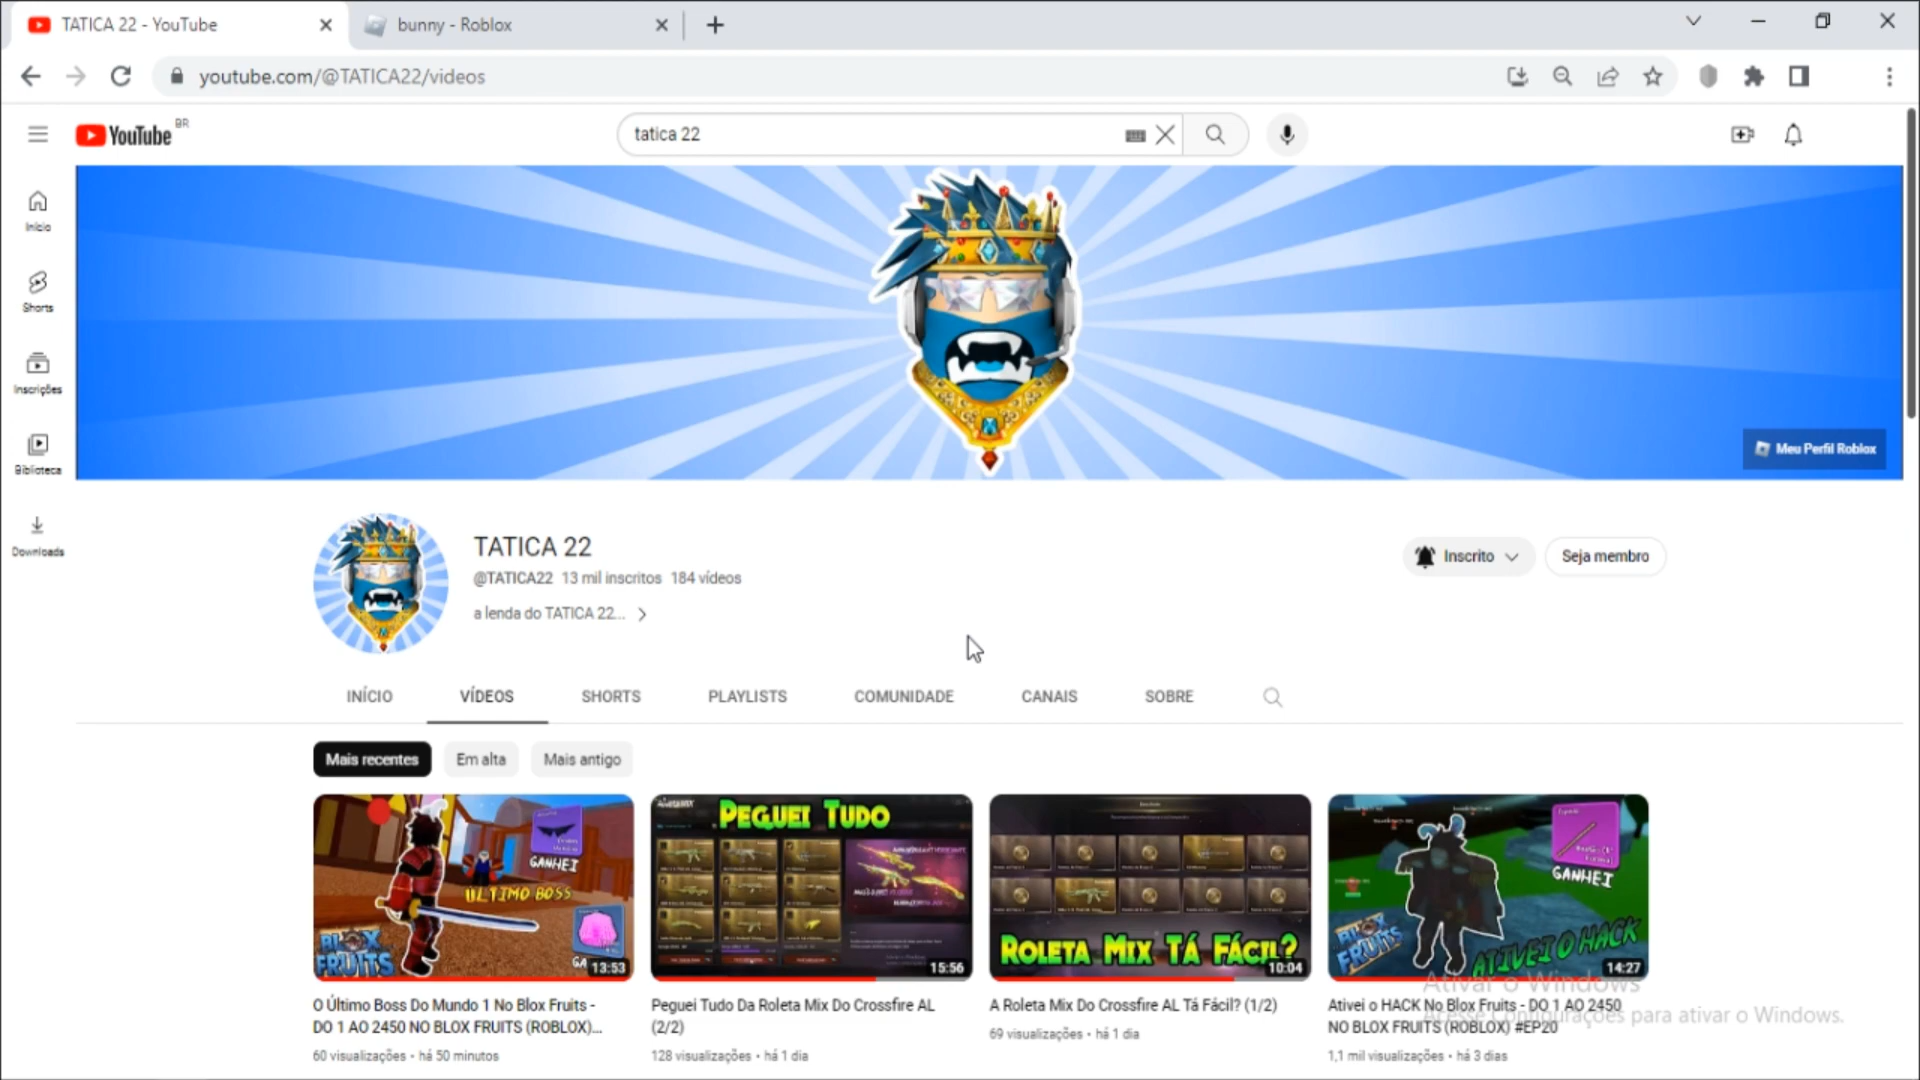 TATICA 22 - YouTube
bunny - Roblox
youtube.com/@TATICA22/videos
YouTube BR
tatica 22
Início
Shorts
Inscrições
Biblioteca
Downloads
Meu Perfil Roblox
TATICA 22
@TATICA22 13 mil inscritos 184 vídeos
a lenda do TATICA 22...
Inscrito
Seja membro
INÍCIO
VÍDEOS
SHORTS
PLAYLISTS
COMUNIDADE
CANAIS
SOBRE
Mais recentes
Em alta
Mais antigo
GANHEI
ULTIMO BOSS
BLOX FRUITS
GA
13:53
PEGUEI TUDO
15:56
ROLETA MIX TÁ FÁCIL?
10:04
GANHEI
BLOX FRUITS
ATIVEI O HACK
14:27
O Último Boss Do Mundo 1 No Blox Fruits -
DO 1 AO 2450 NO BLOX FRUITS (ROBLOX)...
60 visualizações • há 50 minutos
Peguei Tudo Da Roleta Mix Do Crossfire AL
(2/2)
128 visualizações • há 1 dia
A Roleta Mix Do Crossfire AL Tá Fácil? (1/2)
69 visualizações • há 1 dia
Ativei o HACK No Blox Fruits - DO 1 AO 2450
NO BLOX FRUITS (ROBLOX) #EP20
1,1 mil visualizações • há 3 dias
Ativar o Windows
Acesse Configurações para ativar o Windows.